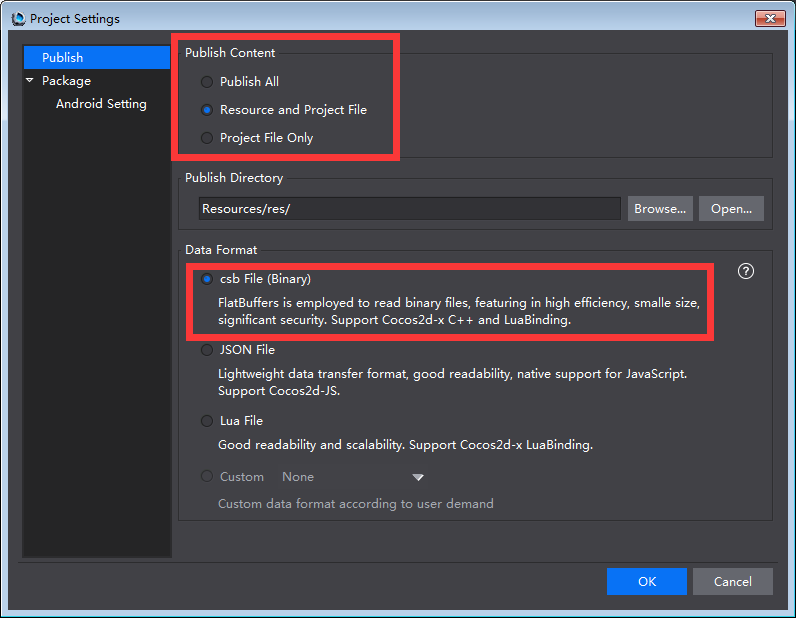 Project Settings
Publish
Package
Android Setting
Publish Content
Publish All
Resource and Project File
Project File Only
Publish Directory
Resources/res/
Browse...
Open...
Data Format
csb File (Binary)
FlatBuffers is employed to read binary files, featuring in high efficiency, smalle size,
significant security. Support Cocos2d-x C++ and LuaBinding.
?
JSON File
Lightweight data transfer format, good readability, native support for JavaScript.
Support Cocos2d-JS.
Lua File
Good readability and scalability. Support Cocos2d-x LuaBinding.
Custom None
Custom data format according to user demand
OK
Cancel